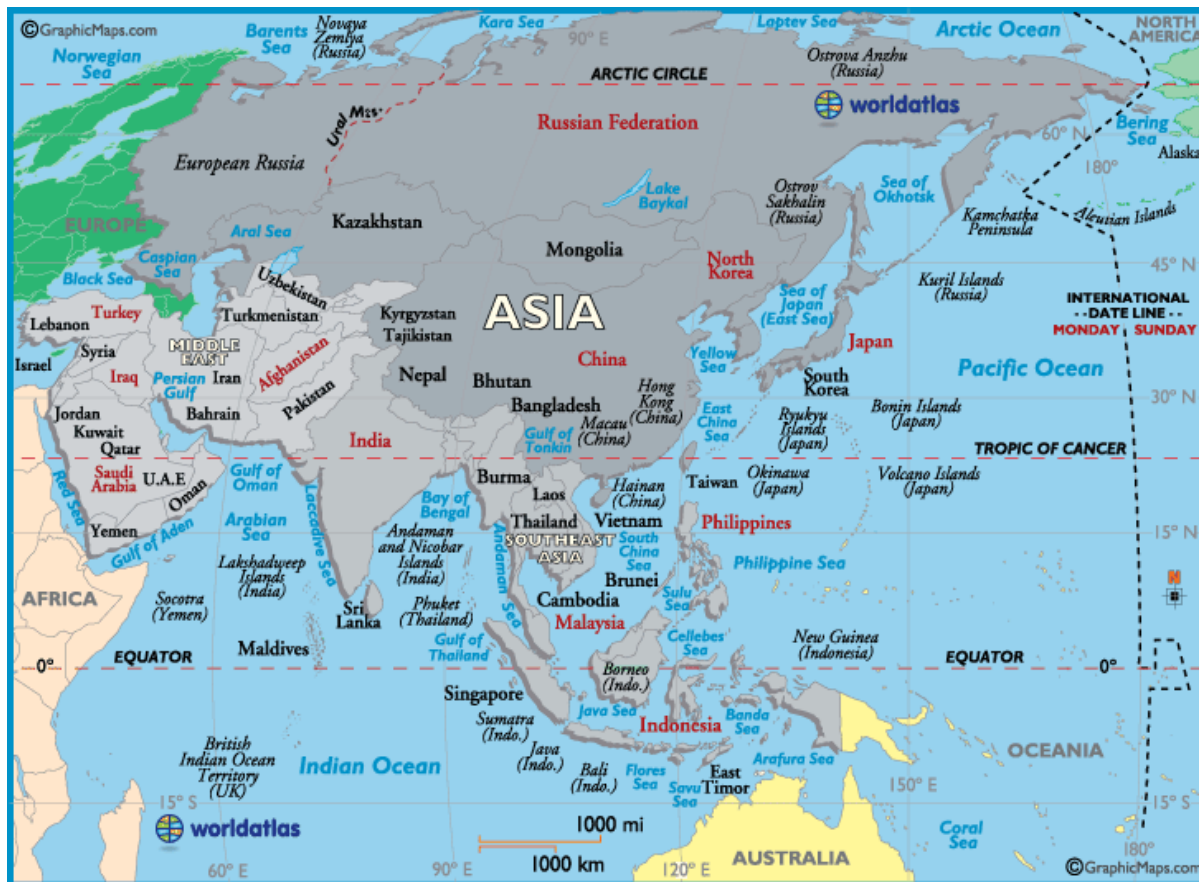 ©GraphicMaps.com
Norwegian
Sea
Barents
Sea
Novaya
Zemlya
(Russia)
Kara Sea
90° E
Laptev Sea
Arctic Ocean
NORTH
AMERICA
ARCTIC CIRCLE
Ostrova Anzhu
(Russia)
worldatlas
Ural Mts.
Russian Federation
60° N
Bering
Sea
180°
Alaska
European Russia
Lake
Baykal
Ostrov
Sakhalin
(Russia)
Sea of
Okhotsk
Kamchatka
Peninsula
Aleutian Islands
EUROPE
Kazakhstan
Aral Sea
Mongolia
North
Korea
Caspian
Sea
Black Sea
45° N
Uzbekistan
Turkmenistan
Kyrgyzstan
Tajikistan
ASIA
Sea of
Japan
(East Sea)
Kuril Islands
(Russia)
INTERNATIONAL
-- DATE LINE --
MONDAY
SUNDAY
Turkey
Lebanon
Syria
Israel
MIDDLE
EAST
Afghanistan
China
Japan
Yellow
Sea
Pacific Ocean
Iraq
Persian
Gulf
Iran
Pakistan
Nepal
Bhutan
Hong
Kong
(China)
South
Korea
30° N
Jordan
Bahrain
Bangladesh
Macau
(China)
East
China
Sea
Ryukyu
Islands
(Japan)
Bonin Islands
(Japan)
Kuwait
Qatar
India
Gulf of
Tonkin
TROPIC OF CANCER
Saudi
Arabia
U.A.E
Oman
Gulf of
Oman
Burma
Laos
Hainan
(China)
Taiwan
Okinawa
(Japan)
Volcano Islands
(Japan)
Red Sea
Yemen
Gulf of Aden
Arabian
Sea
Laccadive Sea
Bay of
Bengal
Andaman
and Nicobar
Islands
(India)
Andaman Sea
Thailand
Vietnam
SOUTHEAST
ASIA
South
China
Sea
Philippines
15° N
Philippine Sea
AFRICA
Lakshadweep
Islands
(India)
Socotra
(Yemen)
Sri
Lanka
Phuket
(Thailand)
Brunei
Cambodia
Malaysia
Sulu
Sea
N
Maldives
Gulf of
Thailand
Cellebes
Sea
New Guinea
(Indonesia)
0°
EQUATOR
Borneo
(Indo.)
EQUATOR
0°
Singapore
Sumatra
(Indo.)
Java Sea
Indonesia
Banda
Sea
Java
(Indo.)
Bali
(Indo.)
Flores
Sea
Savu
Sea
East
Timor
Arafura Sea
OCEANIA
British
Indian Ocean
Territory
(UK)
Indian Ocean
15° S
150° E
15° S
worldatlas
1000 mi
1000 km
Coral
Sea
AUSTRALIA
60° E
90° E
120° E
180°
©GraphicMaps.com